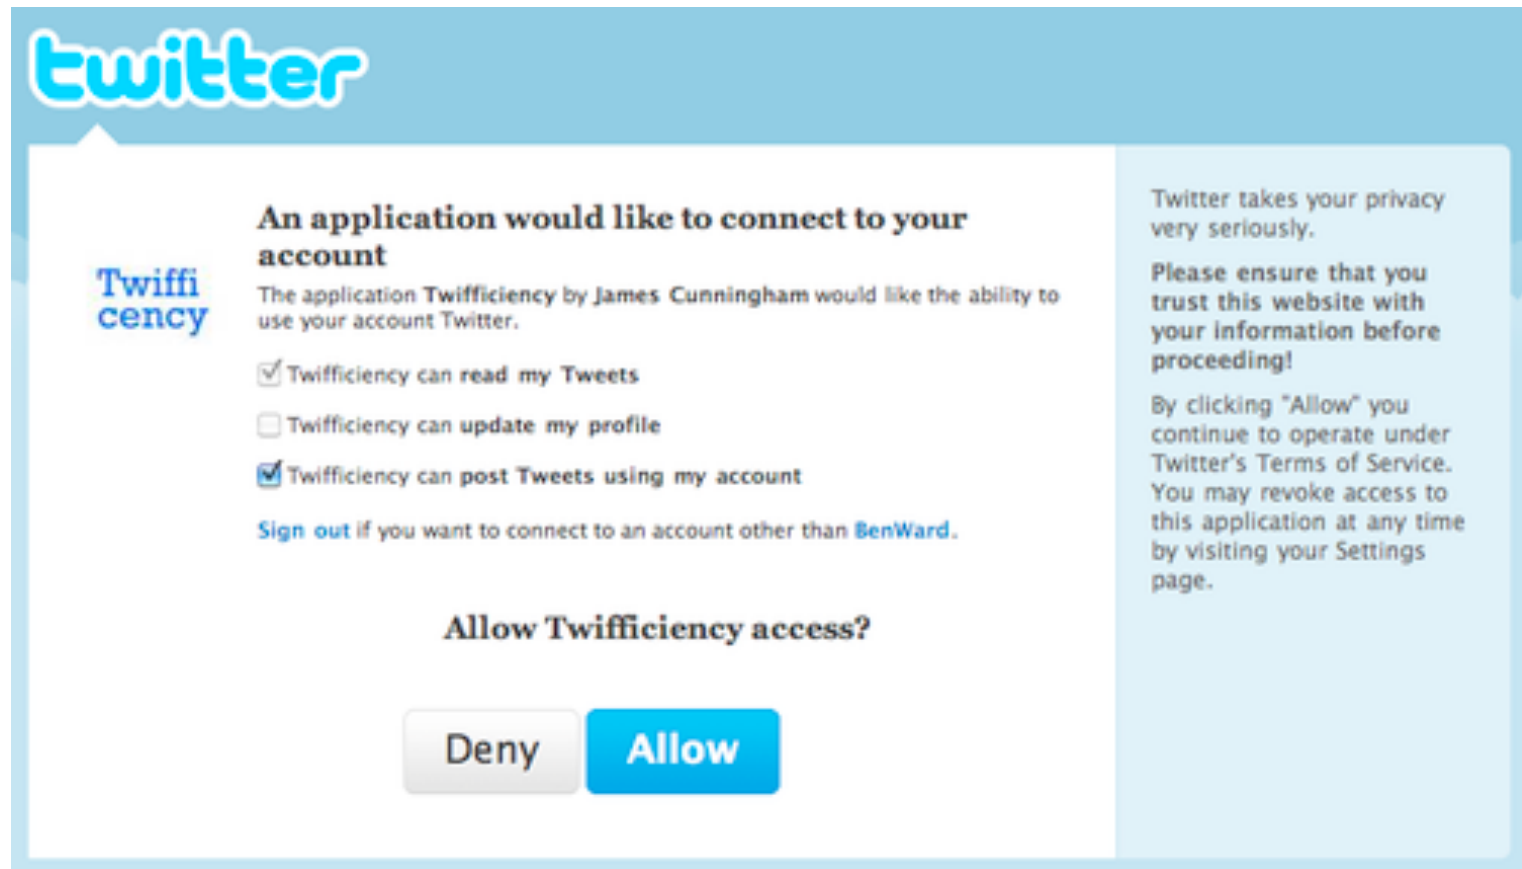 twitter
Twiffi
cency
An application would like to connect to your
account
The application Twifficiency by James Cunningham would like the ability to
use your account Twitter.
Twifficiency can read my Tweets
Twifficiency can update my profile
Twifficiency can post Tweets using my account
Sign out if you want to connect to an account other than BenWard.
Allow Twifficiency access?
Deny
Allow
Twitter takes your privacy
very seriously.
Please ensure that you
trust this website with
your information before
proceeding!
By clicking "Allow" you
continue to operate under
Twitter's Terms of Service.
You may revoke access to
this application at any time
by visiting your Settings
page.